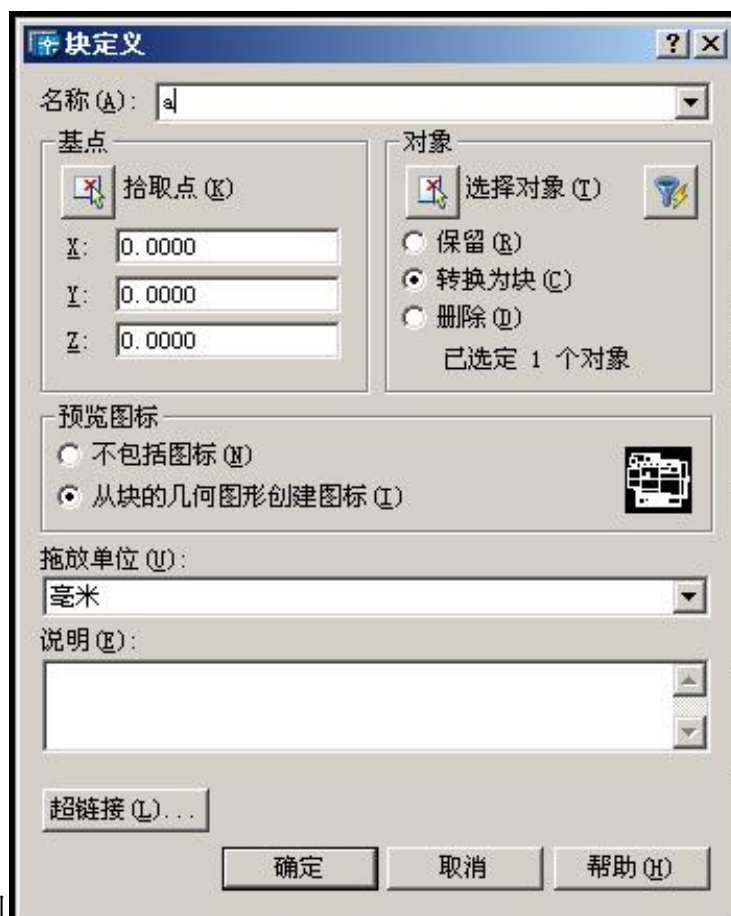 块定义
名称(A): a
基点
拾取点(K)
X: 0.0000
Y: 0.0000
Z: 0.0000
对象
选择对象(T)
保留(R)
转换为块(C)
删除(D)
已选定 1 个对象
预览图标
不包括图标(N)
从块的几何图形创建图标(I)
拖放单位(U):
毫米
说明(E):
超链接(L)...
确定 取消 帮助(H)